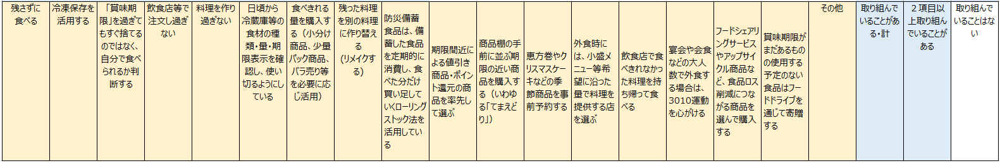 残さずに
食べる
冷凍保存を
活用する
「賞味期
限」を過ぎて
もすぐ捨てる
のではなく、
自分で食べ
られるか判
断する
飲食店等で
注文し過ぎ
ない
料理を作り
過ぎない
日頃から
冷蔵庫等の
食材の種
類・量・期
限表示を確
認し、使い
切るようにし
ている
食べきれる
量を購入す
る（小分け
商品、少量
パック商品、
バラ売り等
を必要に応
じ活用）
残った料理
を別の料理
に作り替え
る
(リメイクす
る)
防災備蓄
食品は、備
蓄した食品
を定期的に
消費し、食
べた分だけ
買い足して
いくローリング
ストック法を
活用してい
る
期限間近に
よる値引き
商品・ポイン
ト還元の商
品を率先し
て選ぶ
商品棚の手
前に並ぶ期
限の近い商
品を購入す
る（いわゆ
る「てまえど
り」）
恵方巻やク
リスマスケー
キなどの季
節商品を事
前予約する
外食時に
は、小盛メ
ニュー等希
望に沿った
量で料理を
提供する店
を選ぶ
飲食店で食
べきれなかっ
た料理を持
ち帰って食
べる
宴会や会食
などの大人
数で外食す
る場合は、
3010運動
を心がける
フードシェアリ
ングサービス
やアップサイ
クル商品な
ど、食品ロス
削減につな
がる商品を
選んで購入
する
賞味期限が
まだあるもの
の使用する
予定のない
食品はフー
ドドライブを
通じて寄贈
する
その他
取り組んで
いることがあ
る・計
２項目以
上取り組ん
でいることが
ある
取り組んで
いることはな
い